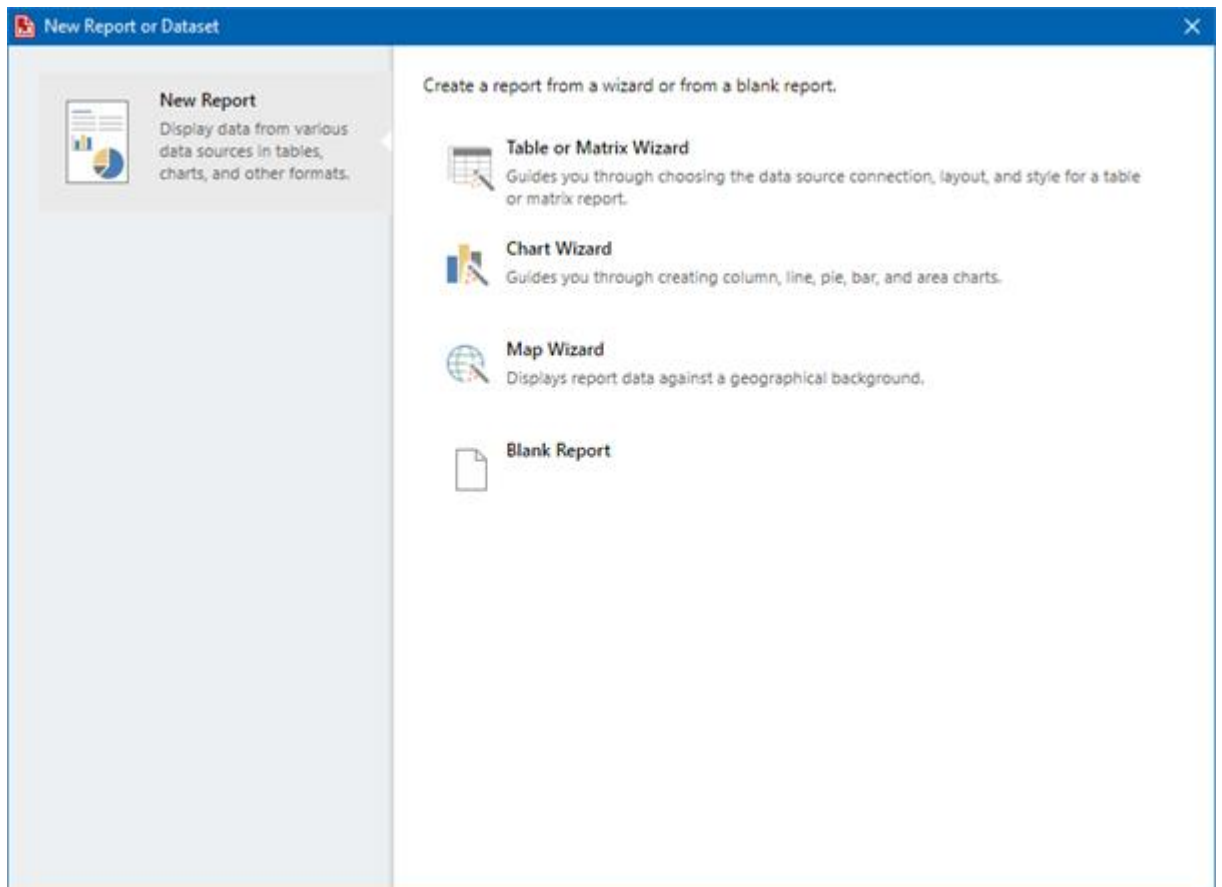 New Report or Dataset
New Report
Display data from various
data sources in tables,
charts, and other formats.
Create a report from a wizard or from a blank report.
Table or Matrix Wizard
Guides you through choosing the data source connection, layout, and style for a table
or matrix report.
Chart Wizard
Guides you through creating column, line, pie, bar, and area charts.
Map Wizard
Displays report data against a geographical background.
Blank Report